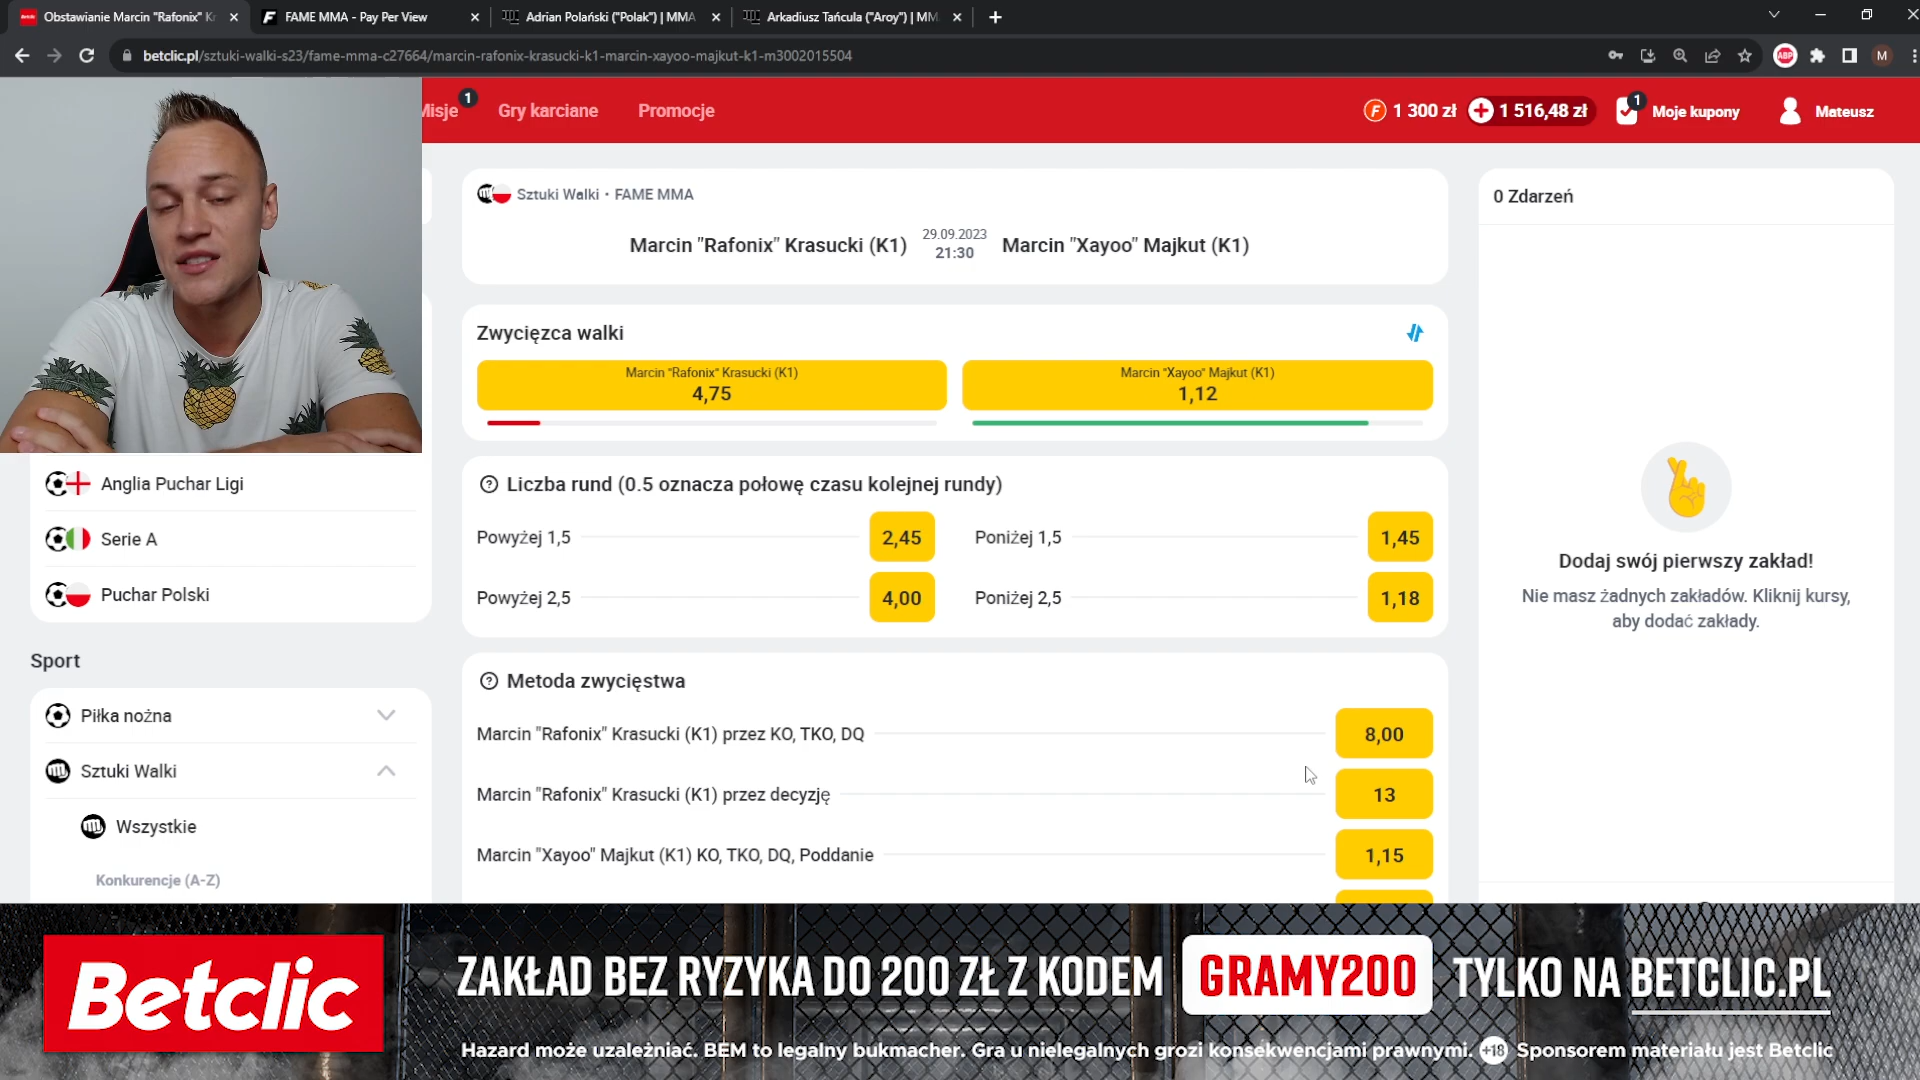 Obstawianie Marcin "Rafonix" Kr
FAME MMA - Pay Per View
Adrian Polański ("Polak") | MMA
Arkadiusz Tańcula ("Aroy") | MM
betclic.pl/sztuki-walki-s23/fame-mma-c27664/marcin-rafonix-krasucki-k1-marcin-xayoo-majkut-k1-m3002015504
ABP
M
Misje 1
Gry karciane
Promocje
F 1 300 zł
1 516,48 zł
1 Moje kupony
Mateusz
Sztuki Walki • FAME MMA
Marcin "Rafonix" Krasucki (K1)
29.09.2023
21:30
Marcin "Xayoo" Majkut (K1)
Zwycięzca walki
Marcin "Rafonix" Krasucki (K1)
4,75
Marcin "Xayoo" Majkut (K1)
1,12
Liczba rund (0.5 oznacza połowę czasu kolejnej rundy)
Powyżej 1,5 2,45
Poniżej 1,5 1,45
Powyżej 2,5 4,00
Poniżej 2,5 1,18
Metoda zwycięstwa
Marcin "Rafonix" Krasucki (K1) przez KO, TKO, DQ 8,00
Marcin "Rafonix" Krasucki (K1) przez decyzję 13
Marcin "Xayoo" Majkut (K1) KO, TKO, DQ, Poddanie 1,15
0 Zdarzeń
Dodaj swój pierwszy zakład!
Nie masz żadnych zakładów. Kliknij kursy,
aby dodać zakłady.
Anglia Puchar Ligi
Serie A
Puchar Polski
Sport
Piłka nożna
Sztuki Walki
Wszystkie
Konkurencje (A-Z)
Betclic
ZAKŁAD BEZ RYZYKA DO 200 ZŁ Z KODEM GRAMY200 TYLKO NA BETCLIC.PL
Hazard może uzależniać. BEM to legalny bukmacher. Gra u nielegalnych grozi konsekwencjami prawnymi. +18 Sponsorem materiału jest Betclic